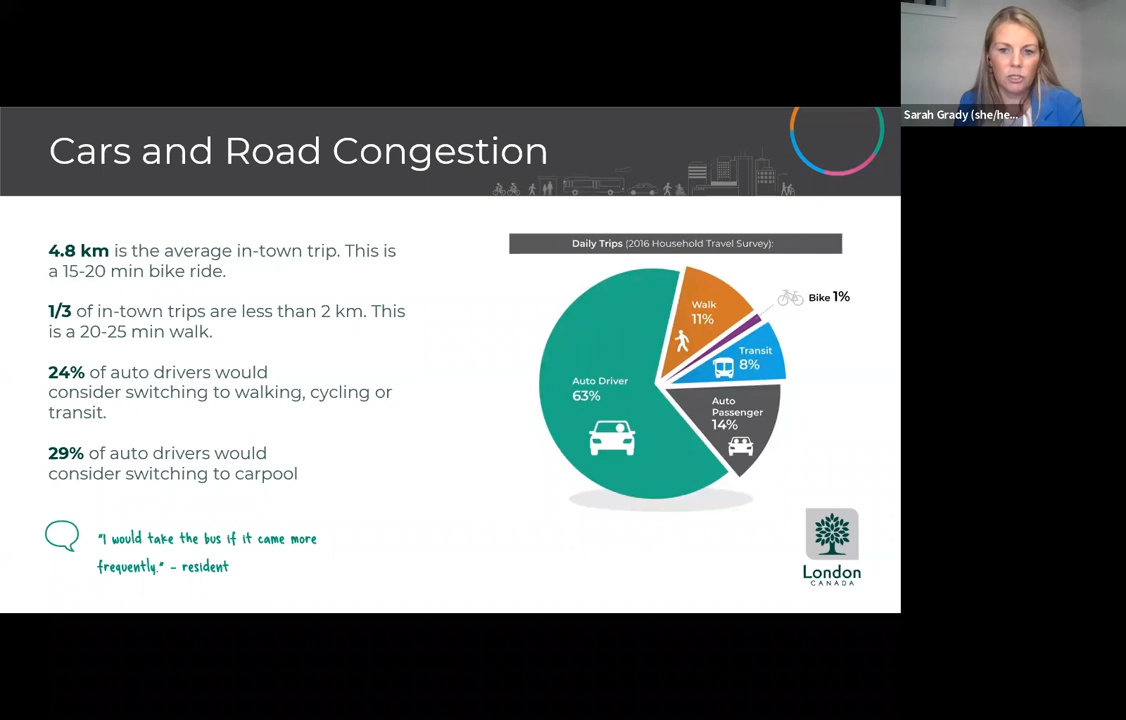 Sarah Grady (she/he...
Cars and Road Congestion
4.8 km is the average in-town trip. This is
a 15-20 min bike ride.
1/3 of in-town trips are less than 2 km. This
is a 20-25 min walk.
24% of auto drivers would
consider switching to walking, cycling or
transit.
29% of auto drivers would
consider switching to carpool
"I would take the bus if it came more
frequently." - resident
Daily Trips (2016 Household Travel Survey):
Walk
11%
Bike 1%
Transit
8%
Auto Driver
63%
Auto
Passenger
14%
London
CANADA